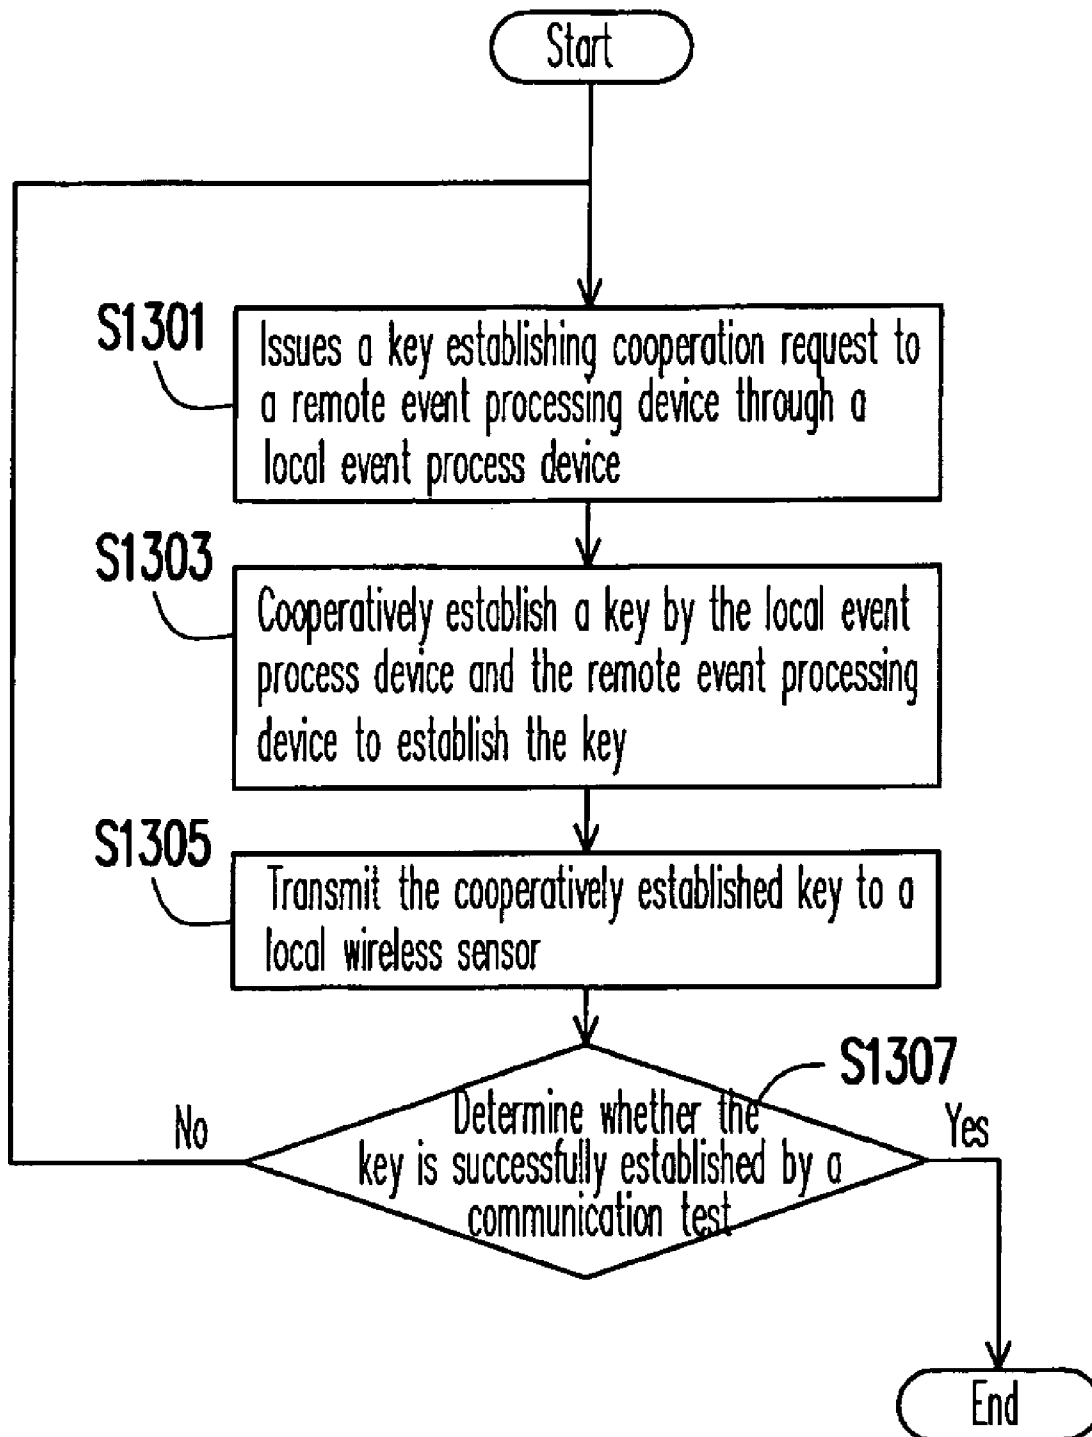 Start
S1301
Issues a key establishing cooperation request to
a remote event processing device through a
local event process device
S1303
Cooperatively establish a key by the local event
process device and the remote event processing
device to establish the key
S1305
Transmit the cooperatively established key to a
local wireless sensor
S1307
Determine whether the
key is successfully established by a
communication test
No
Yes
End